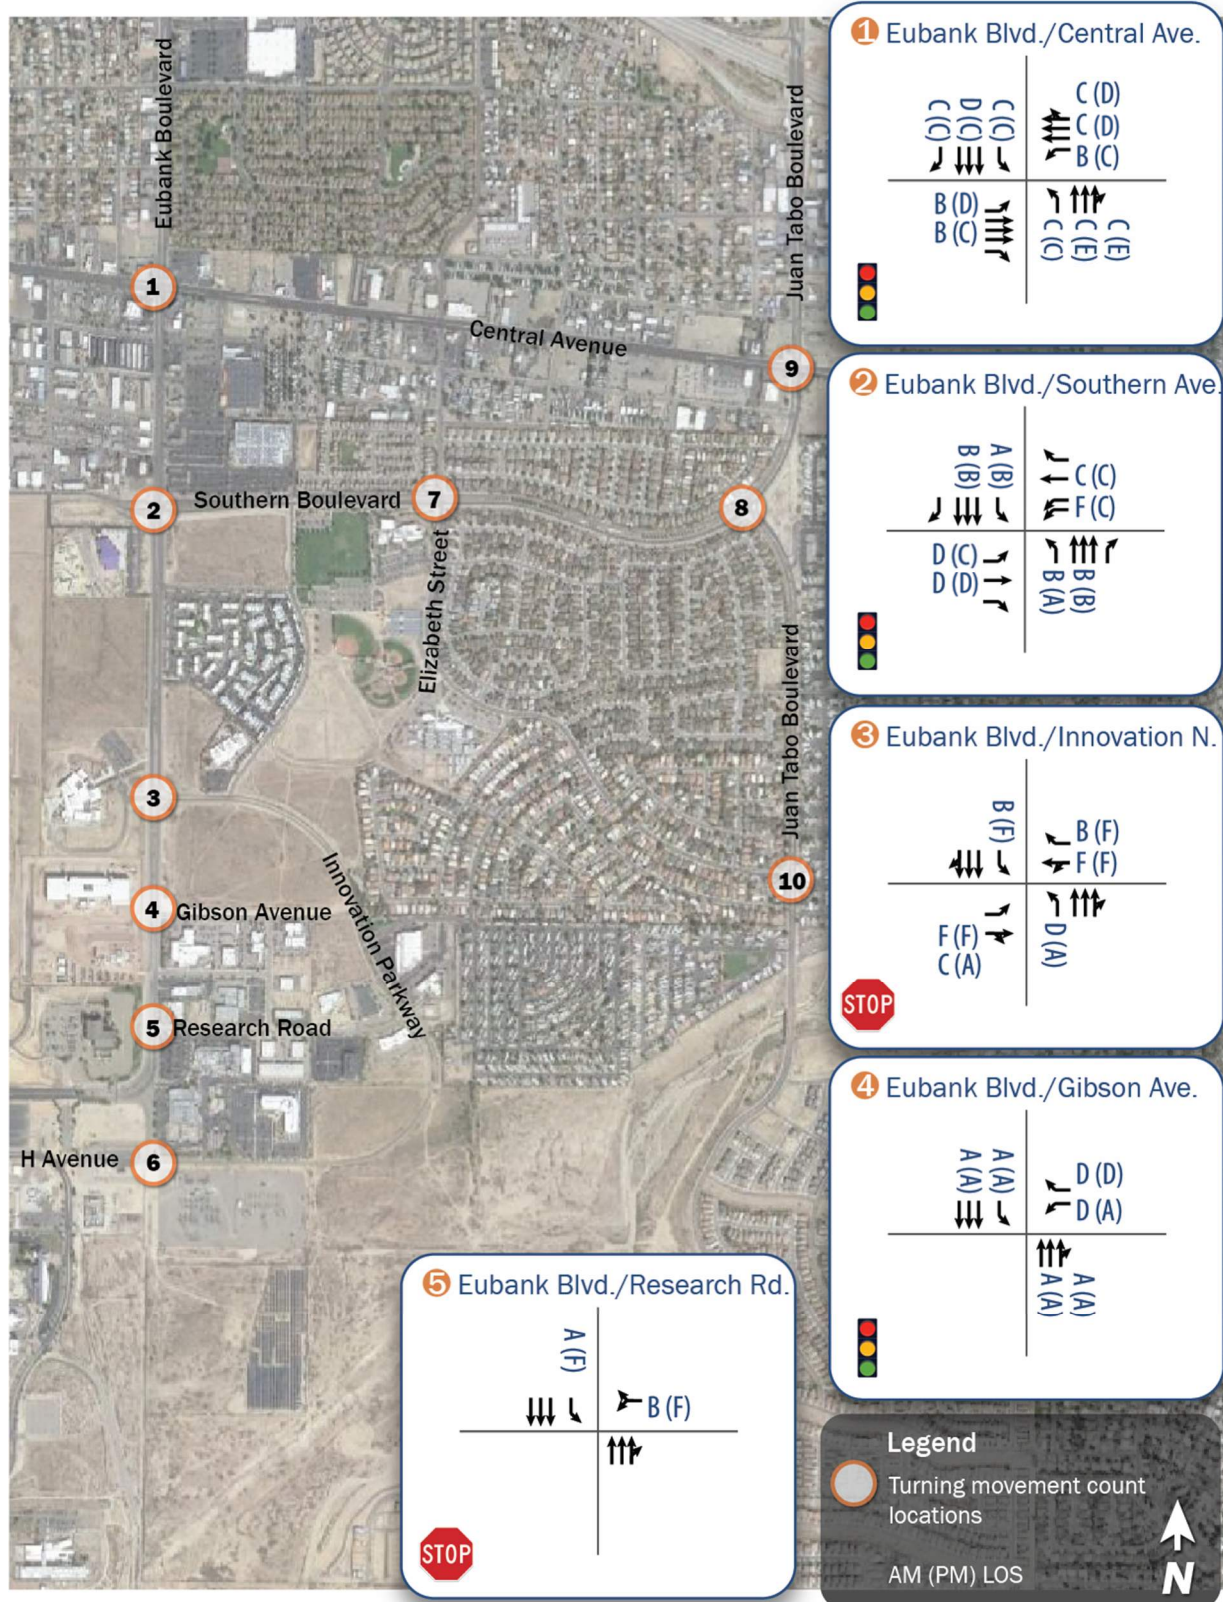 Eubank Boulevard
Juan Tabo Boulevard
1
Central Avenue
9
2
Southern Boulevard
7
8
Elizabeth Street
Juan Tabo Boulevard
3
Innovation Parkway
10
4
Gibson Avenue
5
Research Road
H Avenue
6
1 Eubank Blvd./Central Ave.
C (C)
D (C)
C (C)
C (D)
C (D)
B (C)
B (D)
B (C)
C (C)
C (E)
C (E)
2 Eubank Blvd./Southern Ave.
B (B)
A (B)
C (C)
F (C)
D (C)
D (D)
B (A)
B (B)
3 Eubank Blvd./Innovation N.
B (F)
B (F)
F (F)
F (F)
C (A)
D (A)
STOP
4 Eubank Blvd./Gibson Ave.
A (A)
A (A)
D (D)
D (A)
A (A)
A (A)
5 Eubank Blvd./Research Rd.
A (F)
B (F)
STOP
Legend
Turning movement count
locations
AM (PM) LOS
N